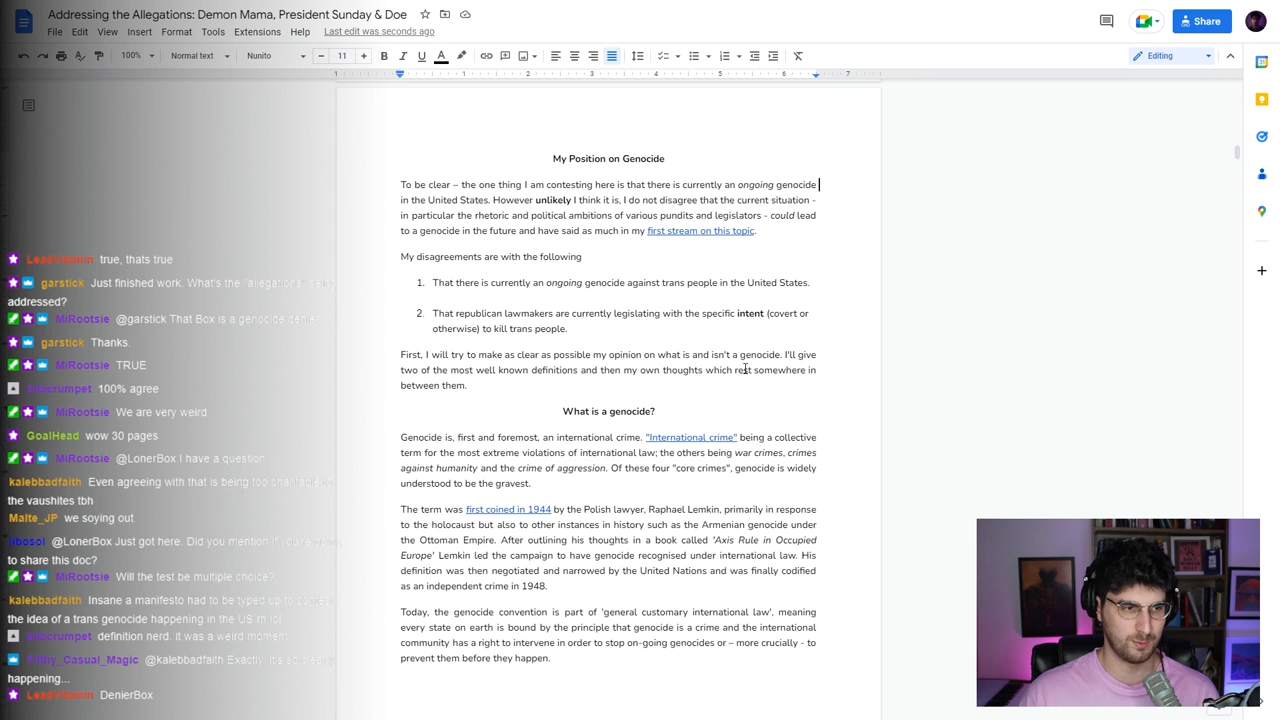 Addressing the Allegations: Demon Mama, President Sunday & Doe
File Edit View Insert Format Tools Extensions Help Last edit was seconds ago
Share
100% Normal text Nunito 11 Editing
1 1 2 3 4 5 6 7
My Position on Genocide
To be clear – the one thing I am contesting here is that there is currently an ongoing genocide
in the United States. However unlikely I think it is, I do not disagree that the current situation -
in particular the rhetoric and political ambitions of various pundits and legislators - could lead
to a genocide in the future and have said as much in my first stream on this topic.
My disagreements are with the following
1. That there is currently an ongoing genocide against trans people in the United States.
2. That republican lawmakers are currently legislating with the specific intent (covert or
otherwise) to kill trans people.
First, I will try to make as clear as possible my opinion on what is and isn't a genocide. I'll give
two of the most well known definitions and then my own thoughts which rest somewhere in
between them.
What is a genocide?
Genocide is, first and foremost, an international crime. "International crime" being a collective
term for the most extreme violations of international law; the others being war crimes, crimes
against humanity and the crime of aggression. Of these four "core crimes", genocide is widely
understood to be the gravest.
The term was first coined in 1944 by the Polish lawyer, Raphael Lemkin, primarily in response
to the holocaust but also to other instances in history such as the Armenian genocide under
the Ottoman Empire. After outlining his thoughts in a book called 'Axis Rule in Occupied
Europe' Lemkin led the campaign to have genocide recognised under international law. His
definition was then negotiated and narrowed by the United Nations and was finally codified
as an independent crime in 1948.
Today, the genocide convention is part of 'general customary international law', meaning
every state on earth is bound by the principle that genocide is a crime and the international
community has a right to intervene in order to stop on-going genocides or – more crucially - to
prevent them before they happen.
LeadVitamin true, thats true
garstick Just finished work. What's the "allegations"
addressed?
MiRootsie @garstick That Box is a genocide denier
garstick Thanks.
MiRootsie TRUE
100% agree
MiRootsie We are very weird
GoalHead wow 30 pages
MiRootsie @LonerBox I have a question
kalebbadfaith Even agreeing with that is being too
the vaushites tbh
Malte_JP we soying out
@LonerBox Just got here. Did you mention if
to share this doc?
MiRootsie Will the test be multiple choice?
kalebbadfaith Insane a manifesto had to be typed up to
the idea of a trans genocide happening in the US rn
definition nerd. it was a weird moment
Filthy_Casual_Magic @kalebbadfaith Exactly. It's so
happening...
LeadVitamin DenierBox